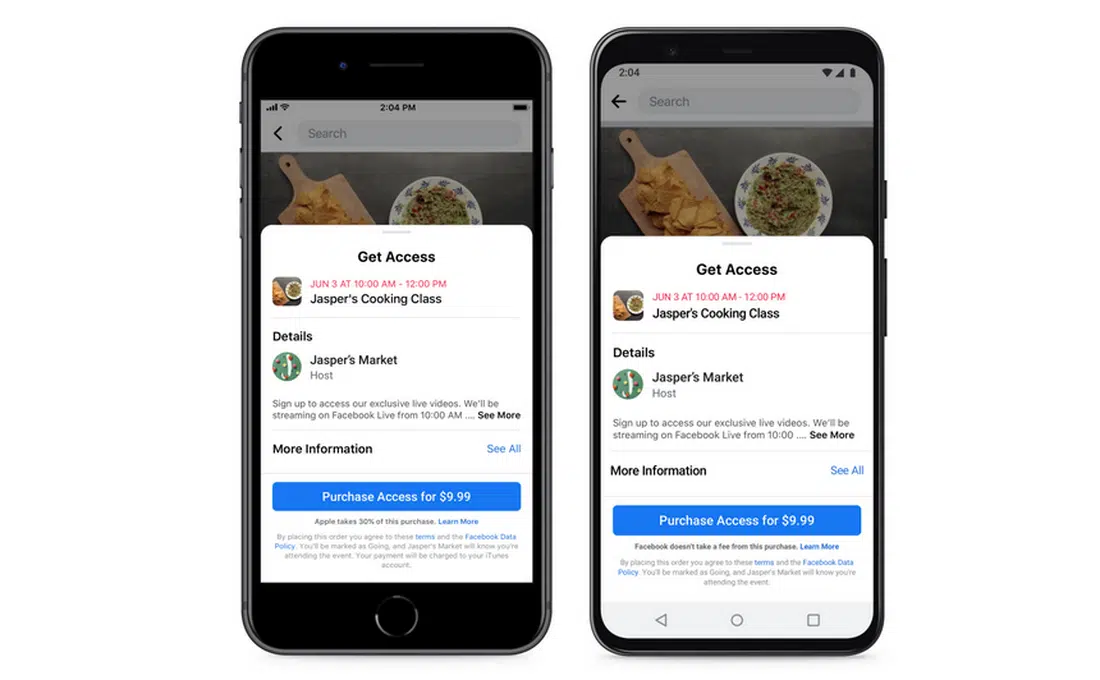 2:04 PM
Search
Get Access
JUN 3 AT 10:00 AM - 12:00 PM
Jasper's Cooking Class
Details
Jasper's Market
Host
Sign up to access our exclusive live videos. We'll be
streaming on Facebook Live from 10:00 AM .... See More
More Information
See All
Purchase Access for $9.99
Apple takes 30% of this purchase. Learn More
By placing this order you agree to these terms and the Facebook Data
Policy. You'll be marked as Going, and Jasper's Market will know you're
attending the event. Your payment will be charged to your iTunes
account.
2:04
Search
Get Access
JUN 3 AT 10:00 AM - 12:00 PM
Jasper's Cooking Class
Details
Jasper's Market
Host
Sign up to access our exclusive live videos. We'll be
streaming on Facebook Live from 10:00 .... See More
More Information
See All
Purchase Access for $9.99
Facebook doesn't take a fee from this purchase. Learn More
By placing this order you agree to these terms and the Facebook Data
Policy. You'll be marked as Going, and Jasper's Market will know you're
attending the event.